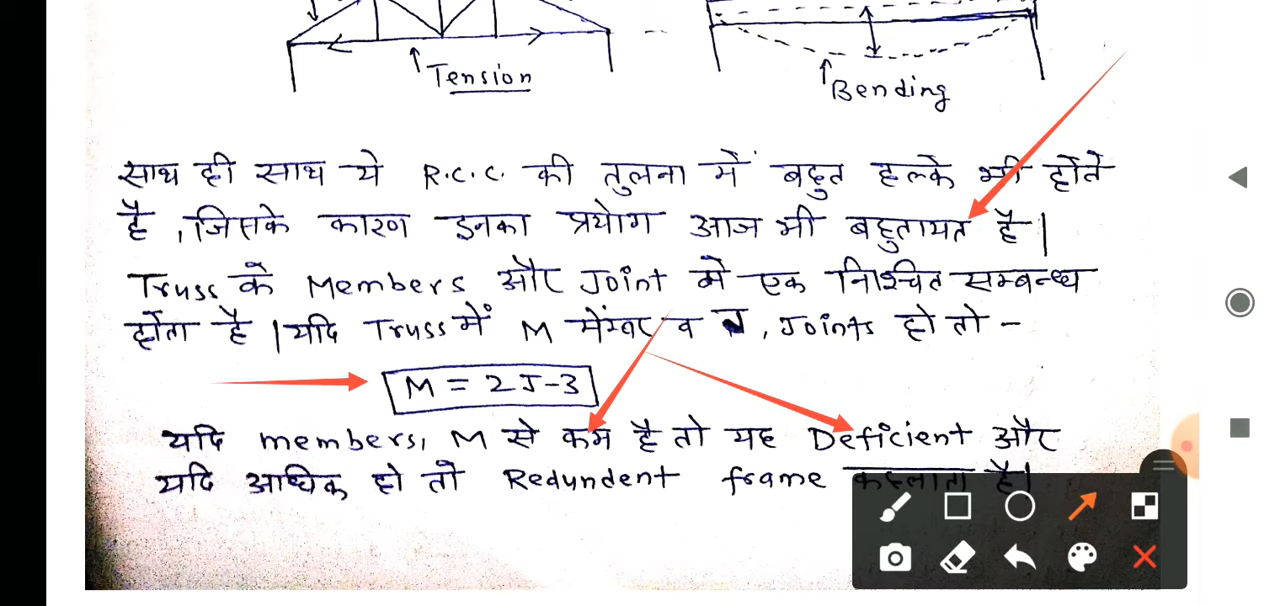 Tension
Bending
साथ ही साथ ये R.C.C. की तुलना में बहुत हल्के भी होते
है, जिसके कारण इनका प्रयोग आज भी बहुतायत है।
Truss के Members और Joint मे एक निश्चित सम्बन्ध
होता है। यदि Truss में M मेंम्बर व J, Joints हो तो -
M = 2J-3
यदि members, M से कम है तो यह Deficient और
यदि अधिक हो तो Redundent frame कहलाता है।